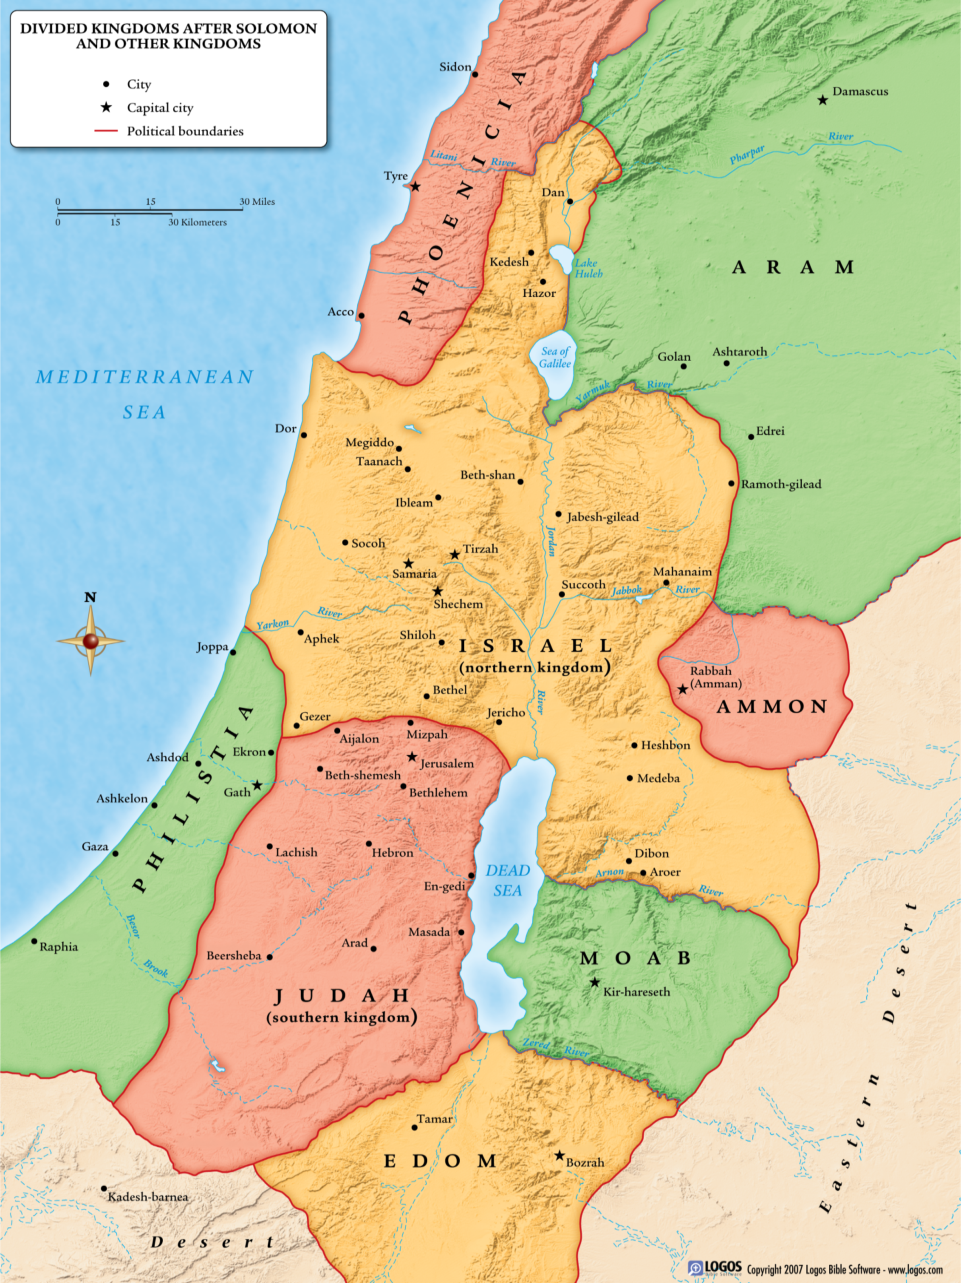 DIVIDED KINGDOMS AFTER SOLOMON
AND OTHER KINGDOMS
City
Capital city
Political boundaries
0 15 30 Miles
0 15 30 Kilometers
Sidon
Damascus
PHOENICIA
Litani River
Pharpar River
Tyre
Dan
Kedesh
Lake
Huleh
ARAM
Hazor
Acco
Sea of
Galilee
Golan
Ashtaroth
MEDITERRANEAN
SEA
Yarmuk River
Dor
Edrei
Megiddo
Taanach
Beth-shan
Ramoth-gilead
Ibleam
Jabesh-gilead
Jordan
River
Socoh
Tirzah
Samaria
Mahanaim
Succoth
Jabbok River
Shechem
N
Yarkon River
Aphek
Shiloh
ISRAEL
(northern kingdom)
Joppa
Rabbah
(Amman)
AMMON
Bethel
Jericho
Gezer
Aijalon
Mizpah
Heshbon
PHILISTIA
Ekron
Ashdod
Jerusalem
Beth-shemesh
Medeba
Gath
Bethlehem
Ashkelon
Gaza
Lachish
Hebron
Dibon
Aroer
Arnon River
DEAD
SEA
En-gedi
Besor
Brook
Raphia
Masada
Arad
Beersheba
MOAB
Kir-hareseth
JUDAH
(southern kingdom)
Zered River
Eastern Desert
Tamar
EDOM
Bozrah
Kadesh-barnea
Desert
LOGOS
Copyright 2007 Logos Bible Software - www.logos.com